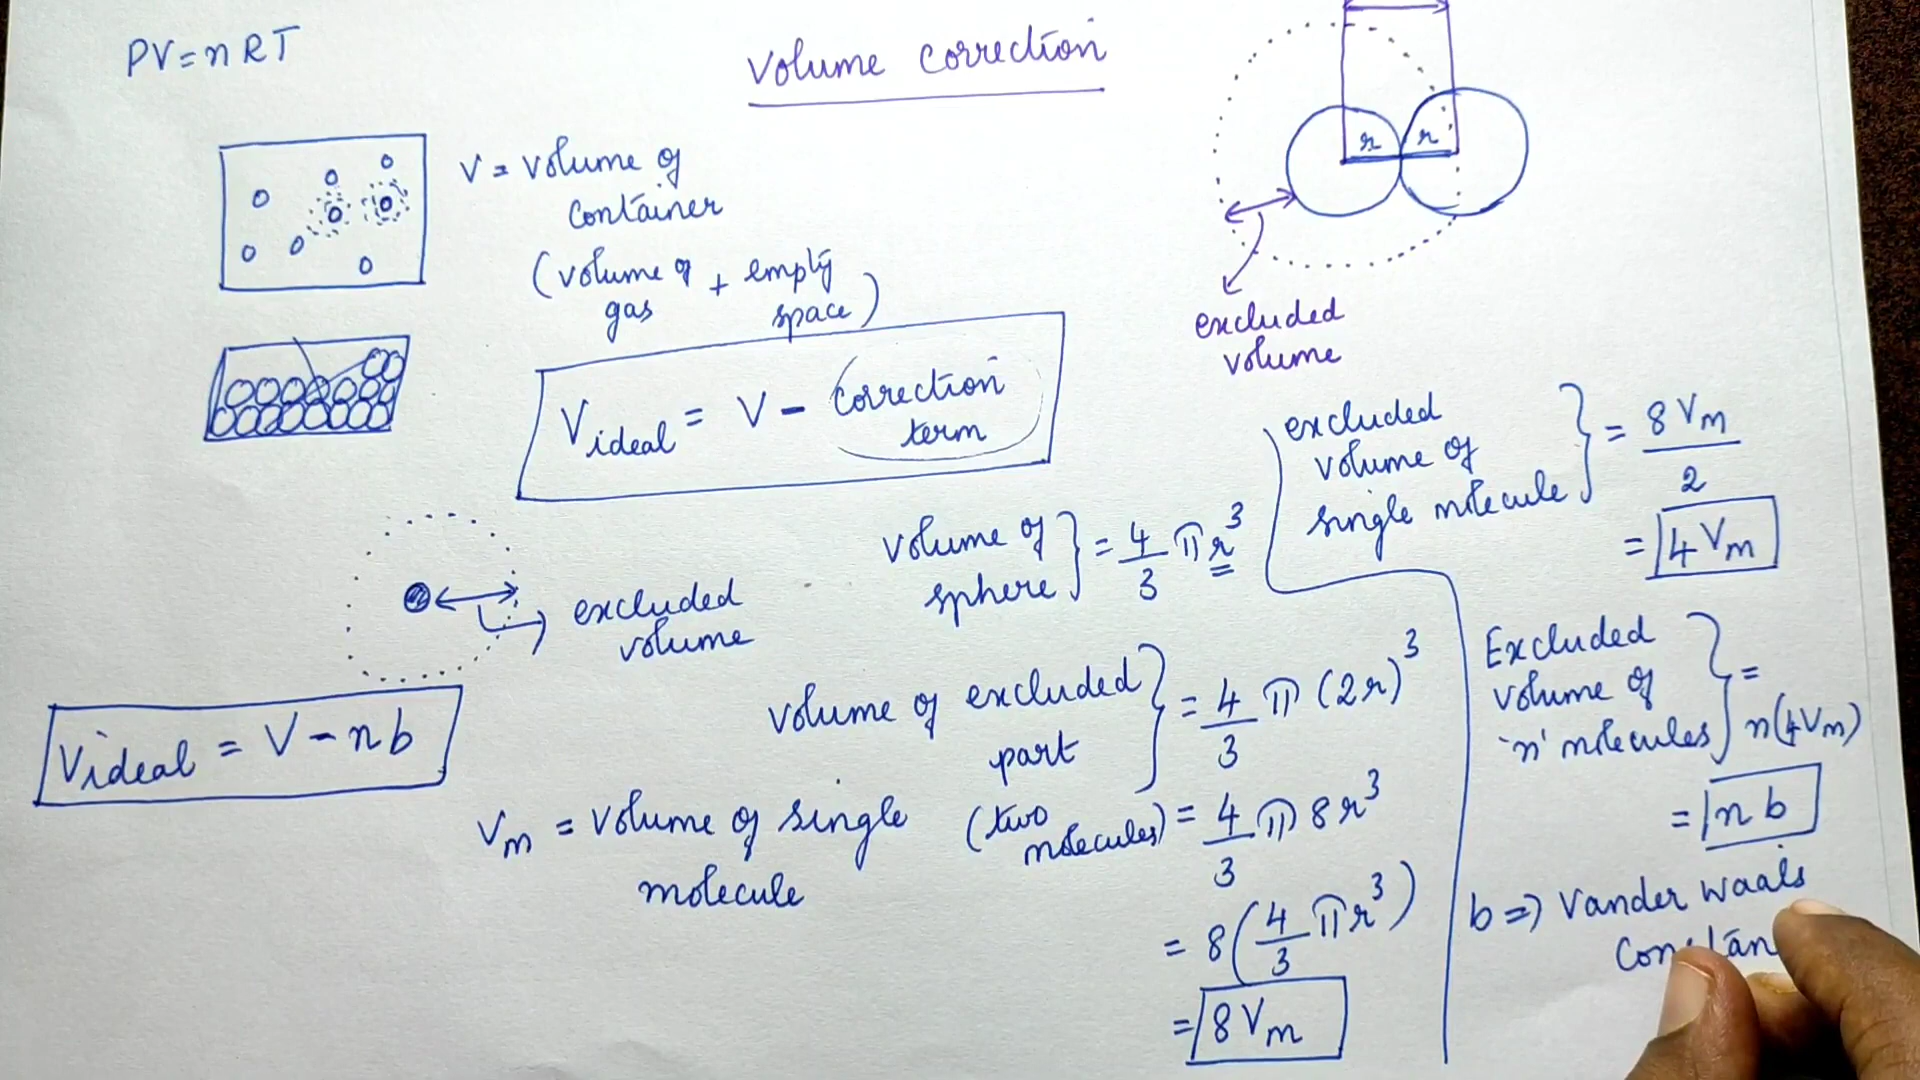 PV = nRT
Volume correction
V = volume of
container
(volume of + empty
gas space)
r r
excluded
volume
Videal = V - correction
term
excluded
volume of
single molecule } = 8Vm
2
= 4Vm
excluded
volume
volume of
sphere } = 4/3 πr³
Videal = V - nb
volume of excluded
part } = 4/3 π (2r)³
(two
molecules) = 4/3 π 8r³
= 8(4/3 πr³)
= 8Vm
Vm = volume of single
molecule
Excluded
volume of
'n' molecules } =
n(4Vm)
= nb
b => Vander waals